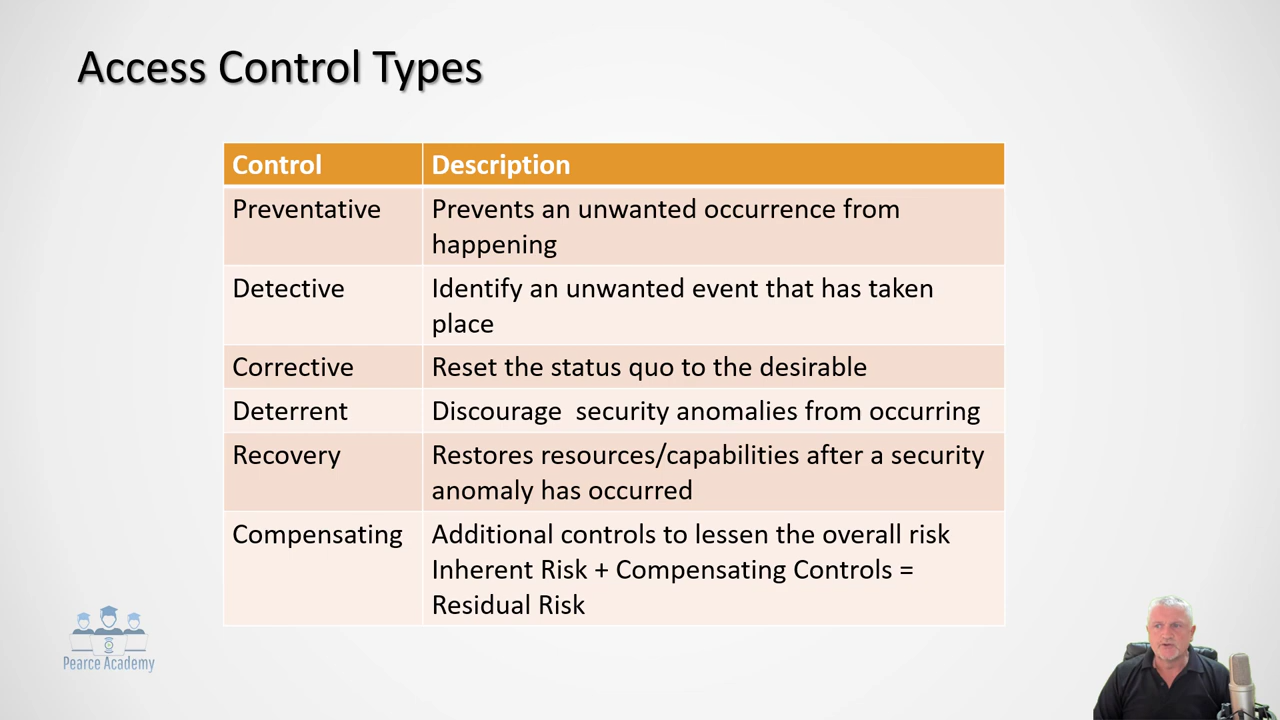 Access Control Types
Control
Description
Preventative
Prevents an unwanted occurrence from
happening
Detective
Identify an unwanted event that has taken
place
Corrective
Reset the status quo to the desirable
Deterrent
Discourage  security anomalies from occurring
Recovery
Restores resources/capabilities after a security
anomaly has occurred
Compensating
Additional controls to lessen the overall risk
Inherent Risk + Compensating Controls =
Residual Risk
Pearce Academy